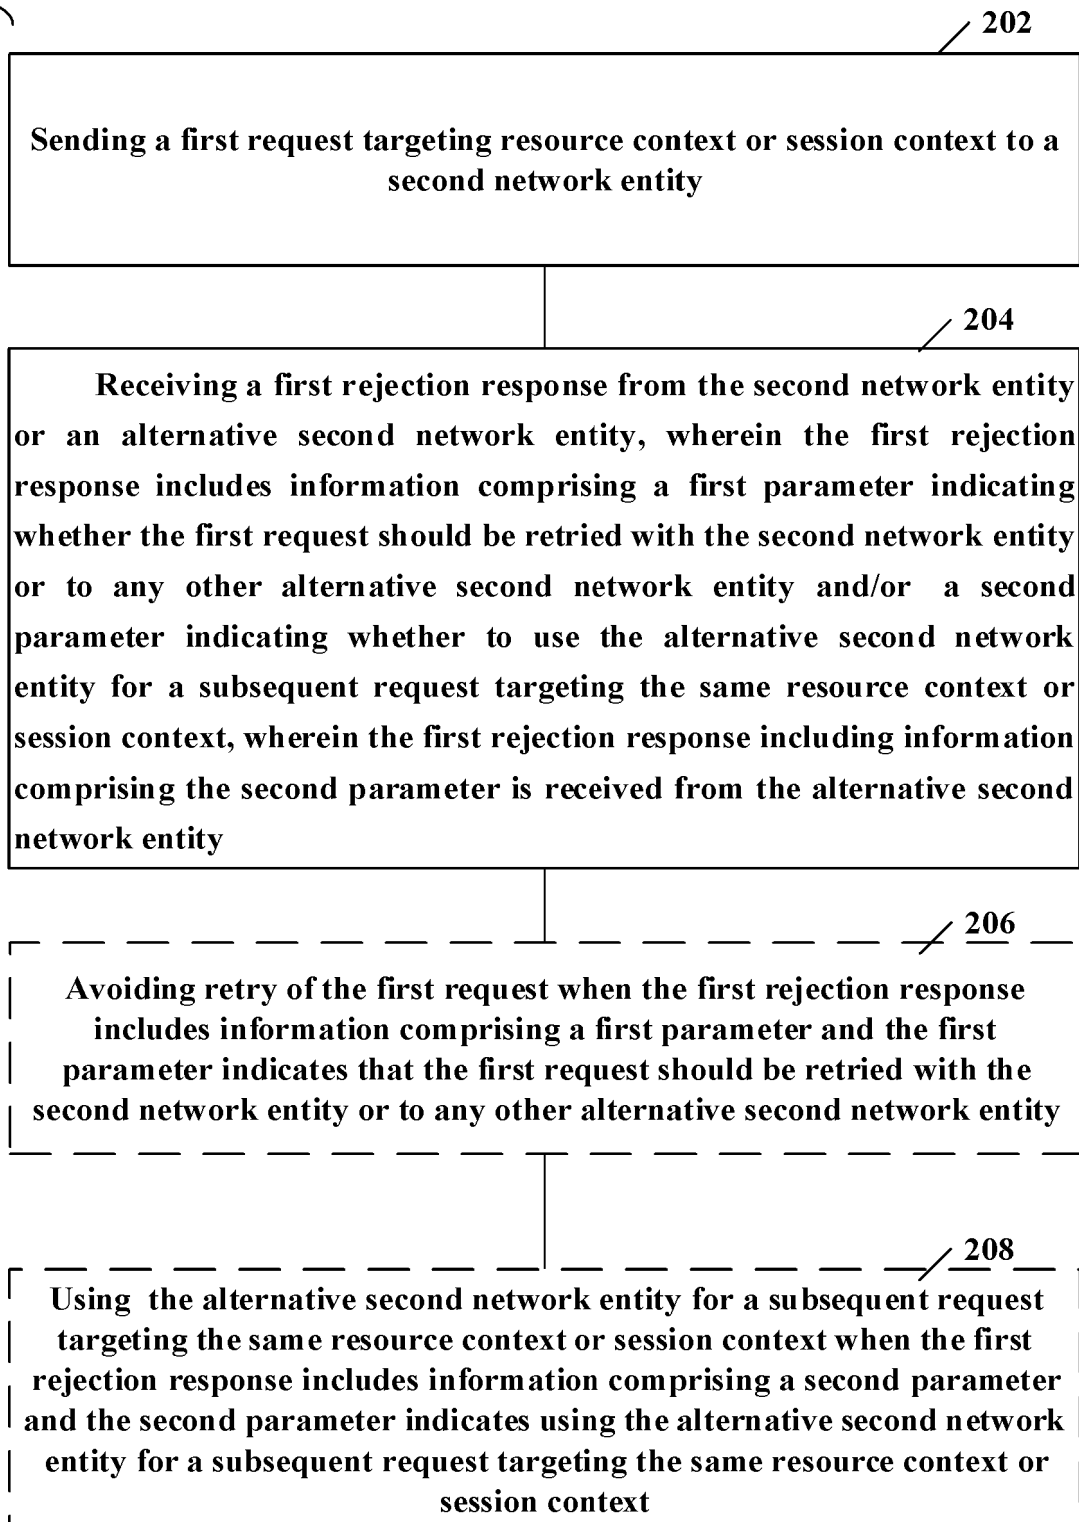 202
Sending a first request targeting resource context or session context to a
second network entity
204
Receiving a first rejection response from the second network entity
or an alternative second network entity, wherein the first rejection
response includes information comprising a first parameter indicating
whether the first request should be retried with the second network entity
or to any other alternative second network entity and/or a second
parameter indicating whether to use the alternative second network
entity for a subsequent request targeting the same resource context or
session context, wherein the first rejection response including information
comprising the second parameter is received from the alternative second
network entity
206
Avoiding retry of the first request when the first rejection response
includes information comprising a first parameter and the first
parameter indicates that the first request should be retried with the
second network entity or to any other alternative second network entity
208
Using the alternative second network entity for a subsequent request
targeting the same resource context or session context when the first
rejection response includes information comprising a second parameter
and the second parameter indicates using the alternative second network
entity for a subsequent request targeting the same resource context or
session context